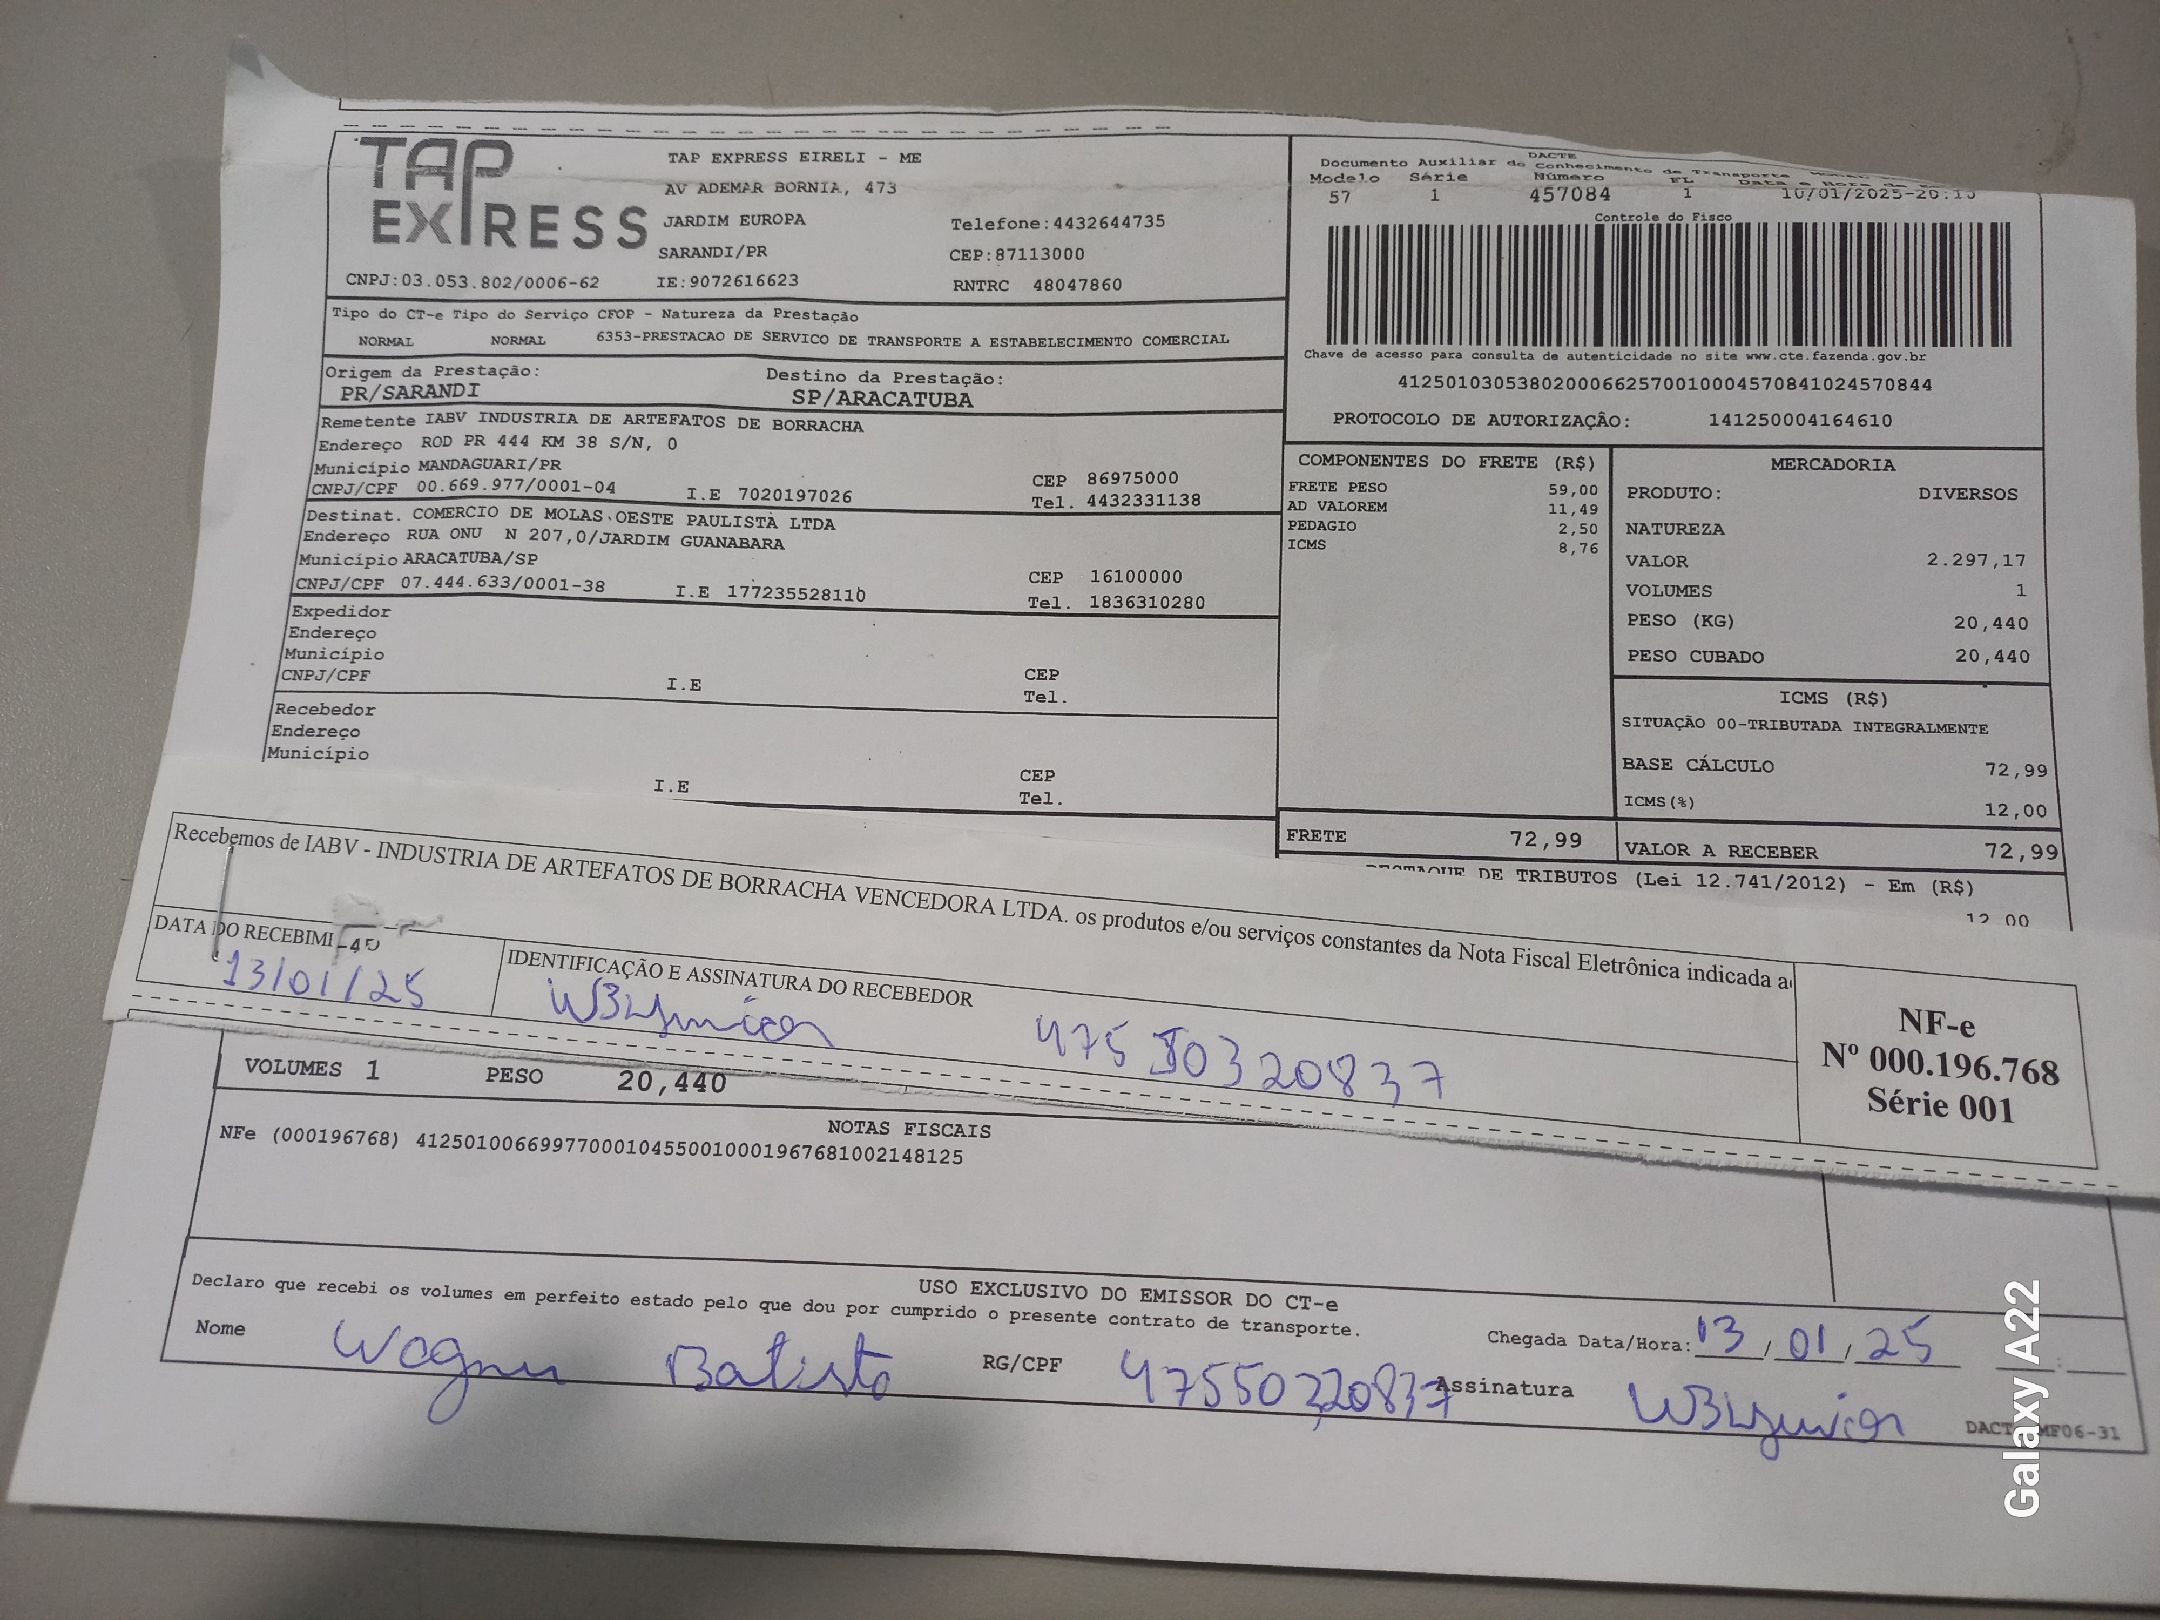 TAP EXPRESS
TAP EXPRESS EIRELI - ME
AV ADEMAR BORNIA, 473
JARDIM EUROPA Telefone:4432644735
SARANDI/PR CEP:87113000
CNPJ:03.053.802/0006-62 IE:9072616623 RNTRC 48047860
DACTE
Documento Auxiliar do Conhecimento de Transporte
Modelo Série Número FL Data e Hora de
57 1 457084 1 10/01/2025-20:10
Controle do Fisco
Chave de acesso para consulta de autenticidade no site www.cte.fazenda.gov.br
41250103053802000662570010004570841024570844
PROTOCOLO DE AUTORIZAÇÃO: 141250004164610
Tipo do CT-e Tipo do Serviço CFOP - Natureza da Prestação
NORMAL NORMAL 6353-PRESTACAO DE SERVICO DE TRANSPORTE A ESTABELECIMENTO COMERCIAL
Origem da Prestação: Destino da Prestação:
PR/SARANDI SP/ARACATUBA
Remetente IABV INDUSTRIA DE ARTEFATOS DE BORRACHA
Endereço ROD PR 444 KM 38 S/N, 0
Município MANDAGUARI/PR CEP 86975000
CNPJ/CPF 00.669.977/0001-04 I.E 7020197026 Tel. 4432331138
Destinat. COMERCIO DE MOLAS OESTE PAULISTA LTDA
Endereço RUA ONU N 207,0/JARDIM GUANABARA
Município ARACATUBA/SP CEP 16100000
CNPJ/CPF 07.444.633/0001-38 I.E 177235528110 Tel. 1836310280
Expedidor
Endereço
Município CEP
CNPJ/CPF I.E Tel.
Recebedor
Endereço
Município CEP
I.E Tel.
COMPONENTES DO FRETE (R$)
FRETE PESO 59,00
AD VALOREM 11,49
PEDAGIO 2,50
ICMS 8,76
FRETE 72,99
MERCADORIA
PRODUTO: DIVERSOS
NATUREZA
VALOR 2.297,17
VOLUMES 1
PESO (KG) 20,440
PESO CUBADO 20,440
ICMS (R$)
SITUAÇÃO 00-TRIBUTADA INTEGRALMENTE
BASE CÁLCULO 72,99
ICMS(%) 12,00
VALOR A RECEBER 72,99
DE TRIBUTOS (Lei 12.741/2012) - Em (R$)
12,00
Recebemos de IABV - INDUSTRIA DE ARTEFATOS DE BORRACHA VENCEDORA LTDA. os produtos e/ou serviços constantes da Nota Fiscal Eletrônica indicada a
DATA DO RECEBIM IDENTIFICAÇÃO E ASSINATURA DO RECEBEDOR
13/01/25 47550320837
NF-e
Nº 000.196.768
Série 001
VOLUMES 1 PESO 20,440
NOTAS FISCAIS
NFe (000196768) 41250100669977000104550010001967681002148125
USO EXCLUSIVO DO EMISSOR DO CT-e
Declaro que recebi os volumes em perfeito estado pelo que dou por cumprido o presente contrato de transporte.
Chegada Data/Hora: 13/01/25 :
Nome Wagner Batista RG/CPF 47550320837 Assinatura
DACT MF06-31
Galaxy A22